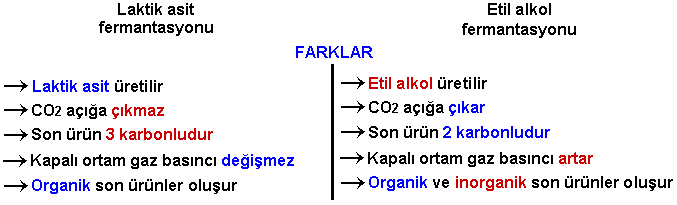 Laktik asit
fermantasyonu
Etil alkol
fermantasyonu
FARKLAR
→ Laktik asit üretilir
→ CO2 açığa çıkmaz
→ Son ürün 3 karbonludur
→ Kapalı ortam gaz basıncı değişmez
→ Organik son ürünler oluşur
→ Etil alkol üretilir
→ CO2 açığa çıkar
→ Son ürün 2 karbonludur
→ Kapalı ortam gaz basıncı artar
→ Organik ve inorganik son ürünler oluşur